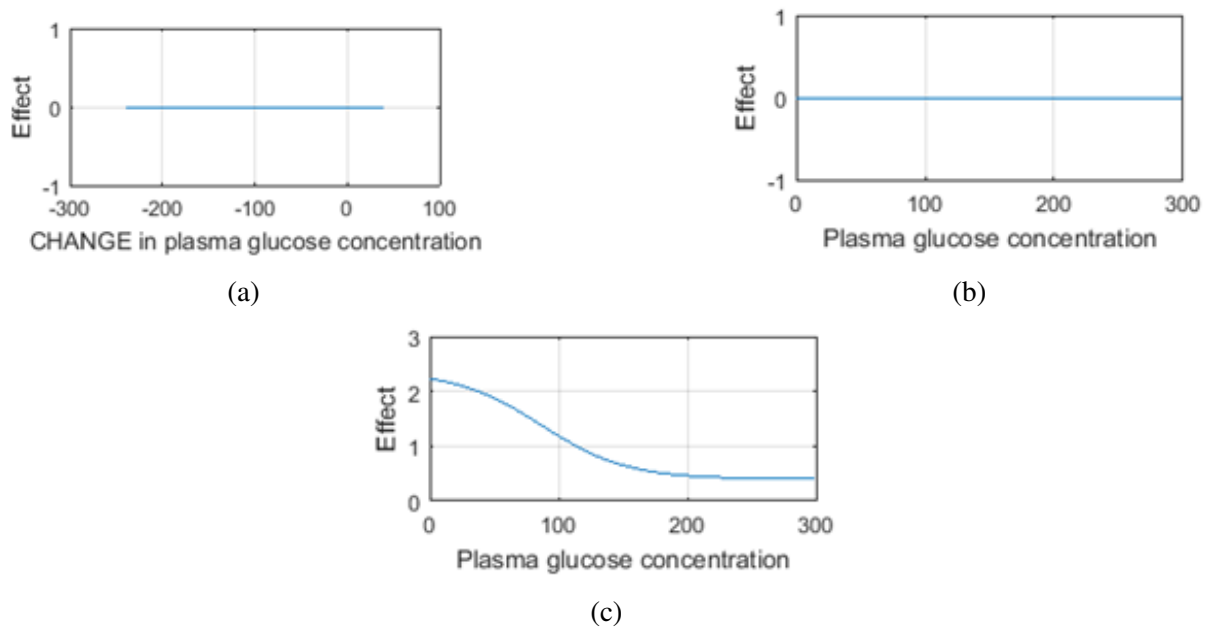 1
0
-1
Effect
-300
-200
-100
0
100
CHANGE in plasma glucose concentration
(a)
1
0
-1
Effect
0
100
200
300
Plasma glucose concentration
(b)
3
2
1
0
Effect
0
100
200
300
Plasma glucose concentration
(c)